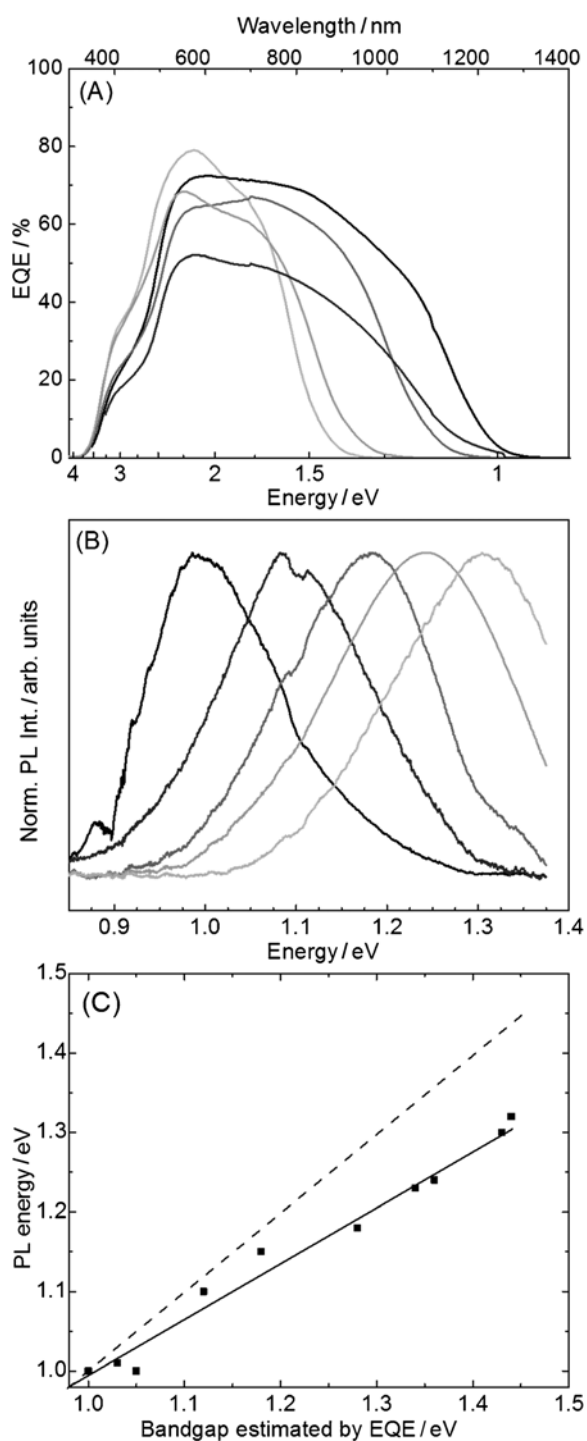 Wavelength / nm
400 600 800 1000 1200 1400
(A)
100
80
60
40
20
0
EQE / %
4 3 2 1.5 1
Energy / eV
(B)
Norm. PL Int. / arb. units
0.9 1.0 1.1 1.2 1.3 1.4
Energy / eV
(C)
1.5
1.4
1.3
1.2
1.1
1.0
PL energy / eV
1.0 1.1 1.2 1.3 1.4 1.5
Bandgap estimated by EQE / eV